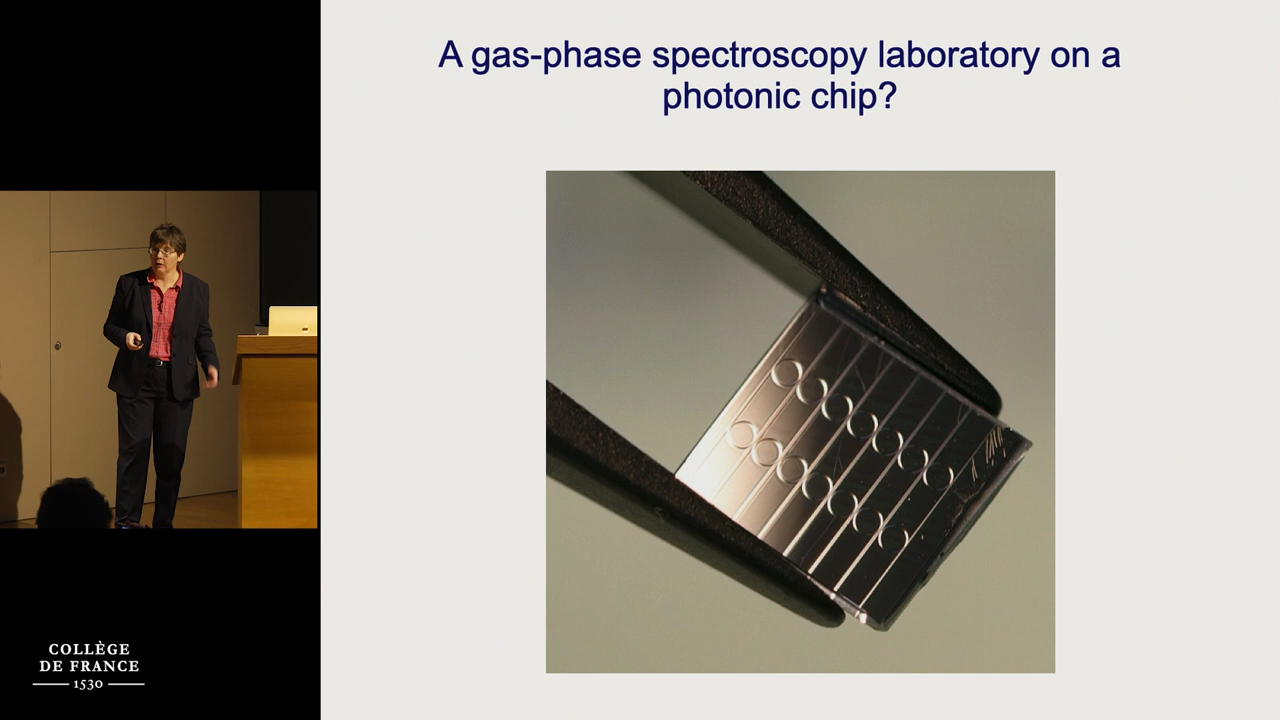 A gas-phase spectroscopy laboratory on a
photonic chip?
COLLÈGE
DE FRANCE
1530